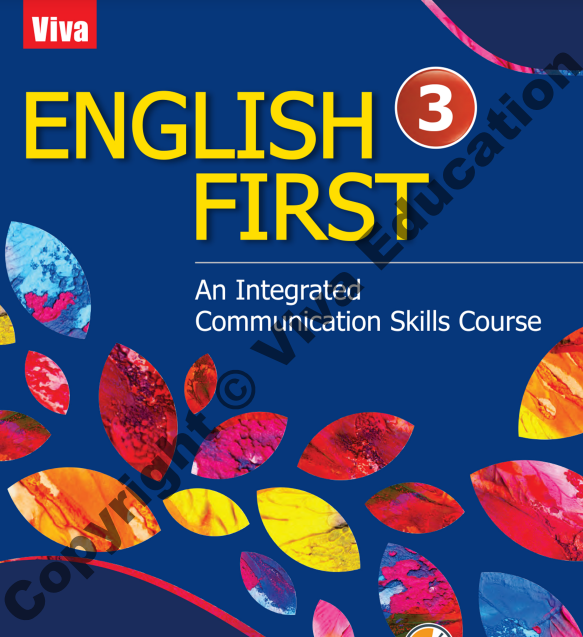 Viva
ENGLISH 3
FIRST
An Integrated
Communication Skills Course
Copyright © Viva Education